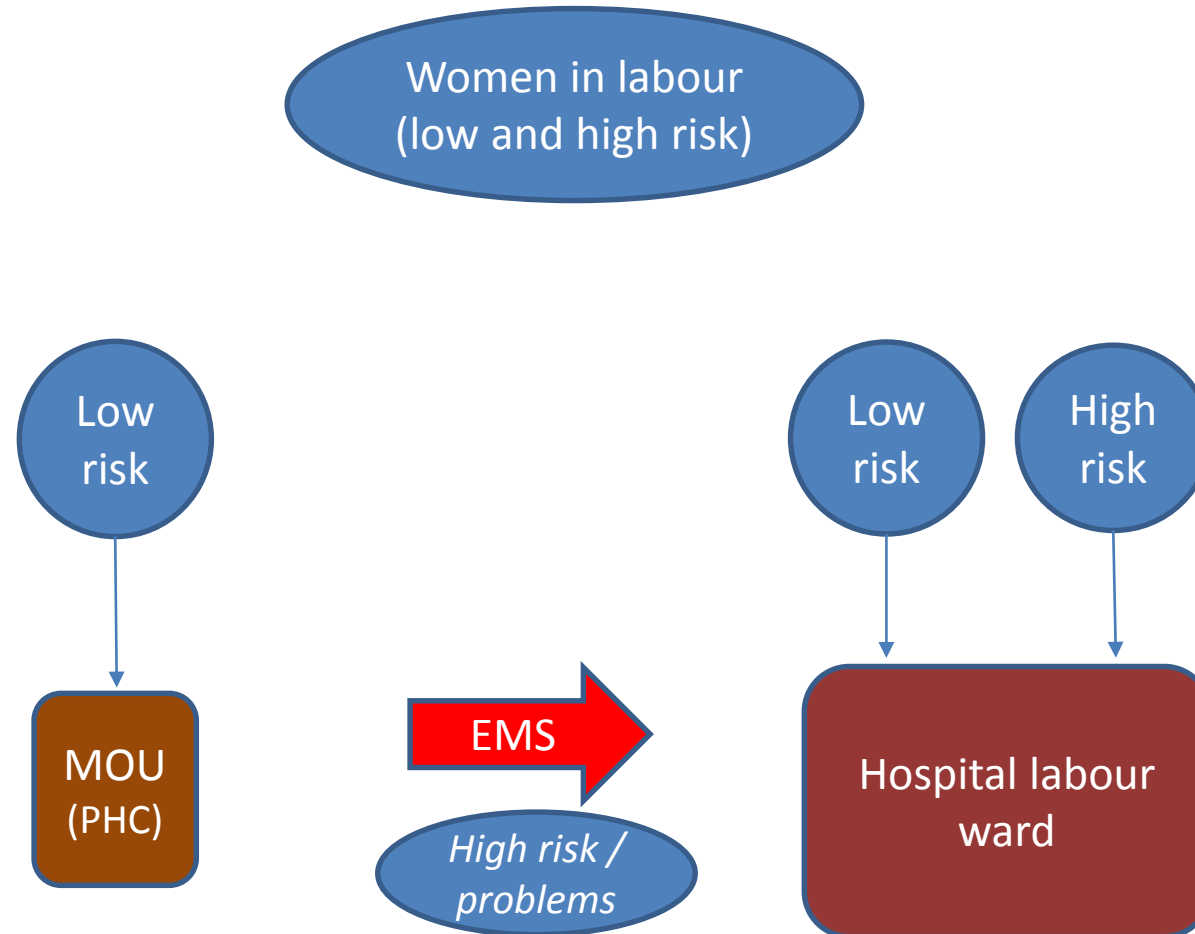 Women in labour
(low and high risk)
Low
risk
Low
risk
High
risk
MOU
(PHC)
EMS
High risk /
problems
Hospital labour
ward